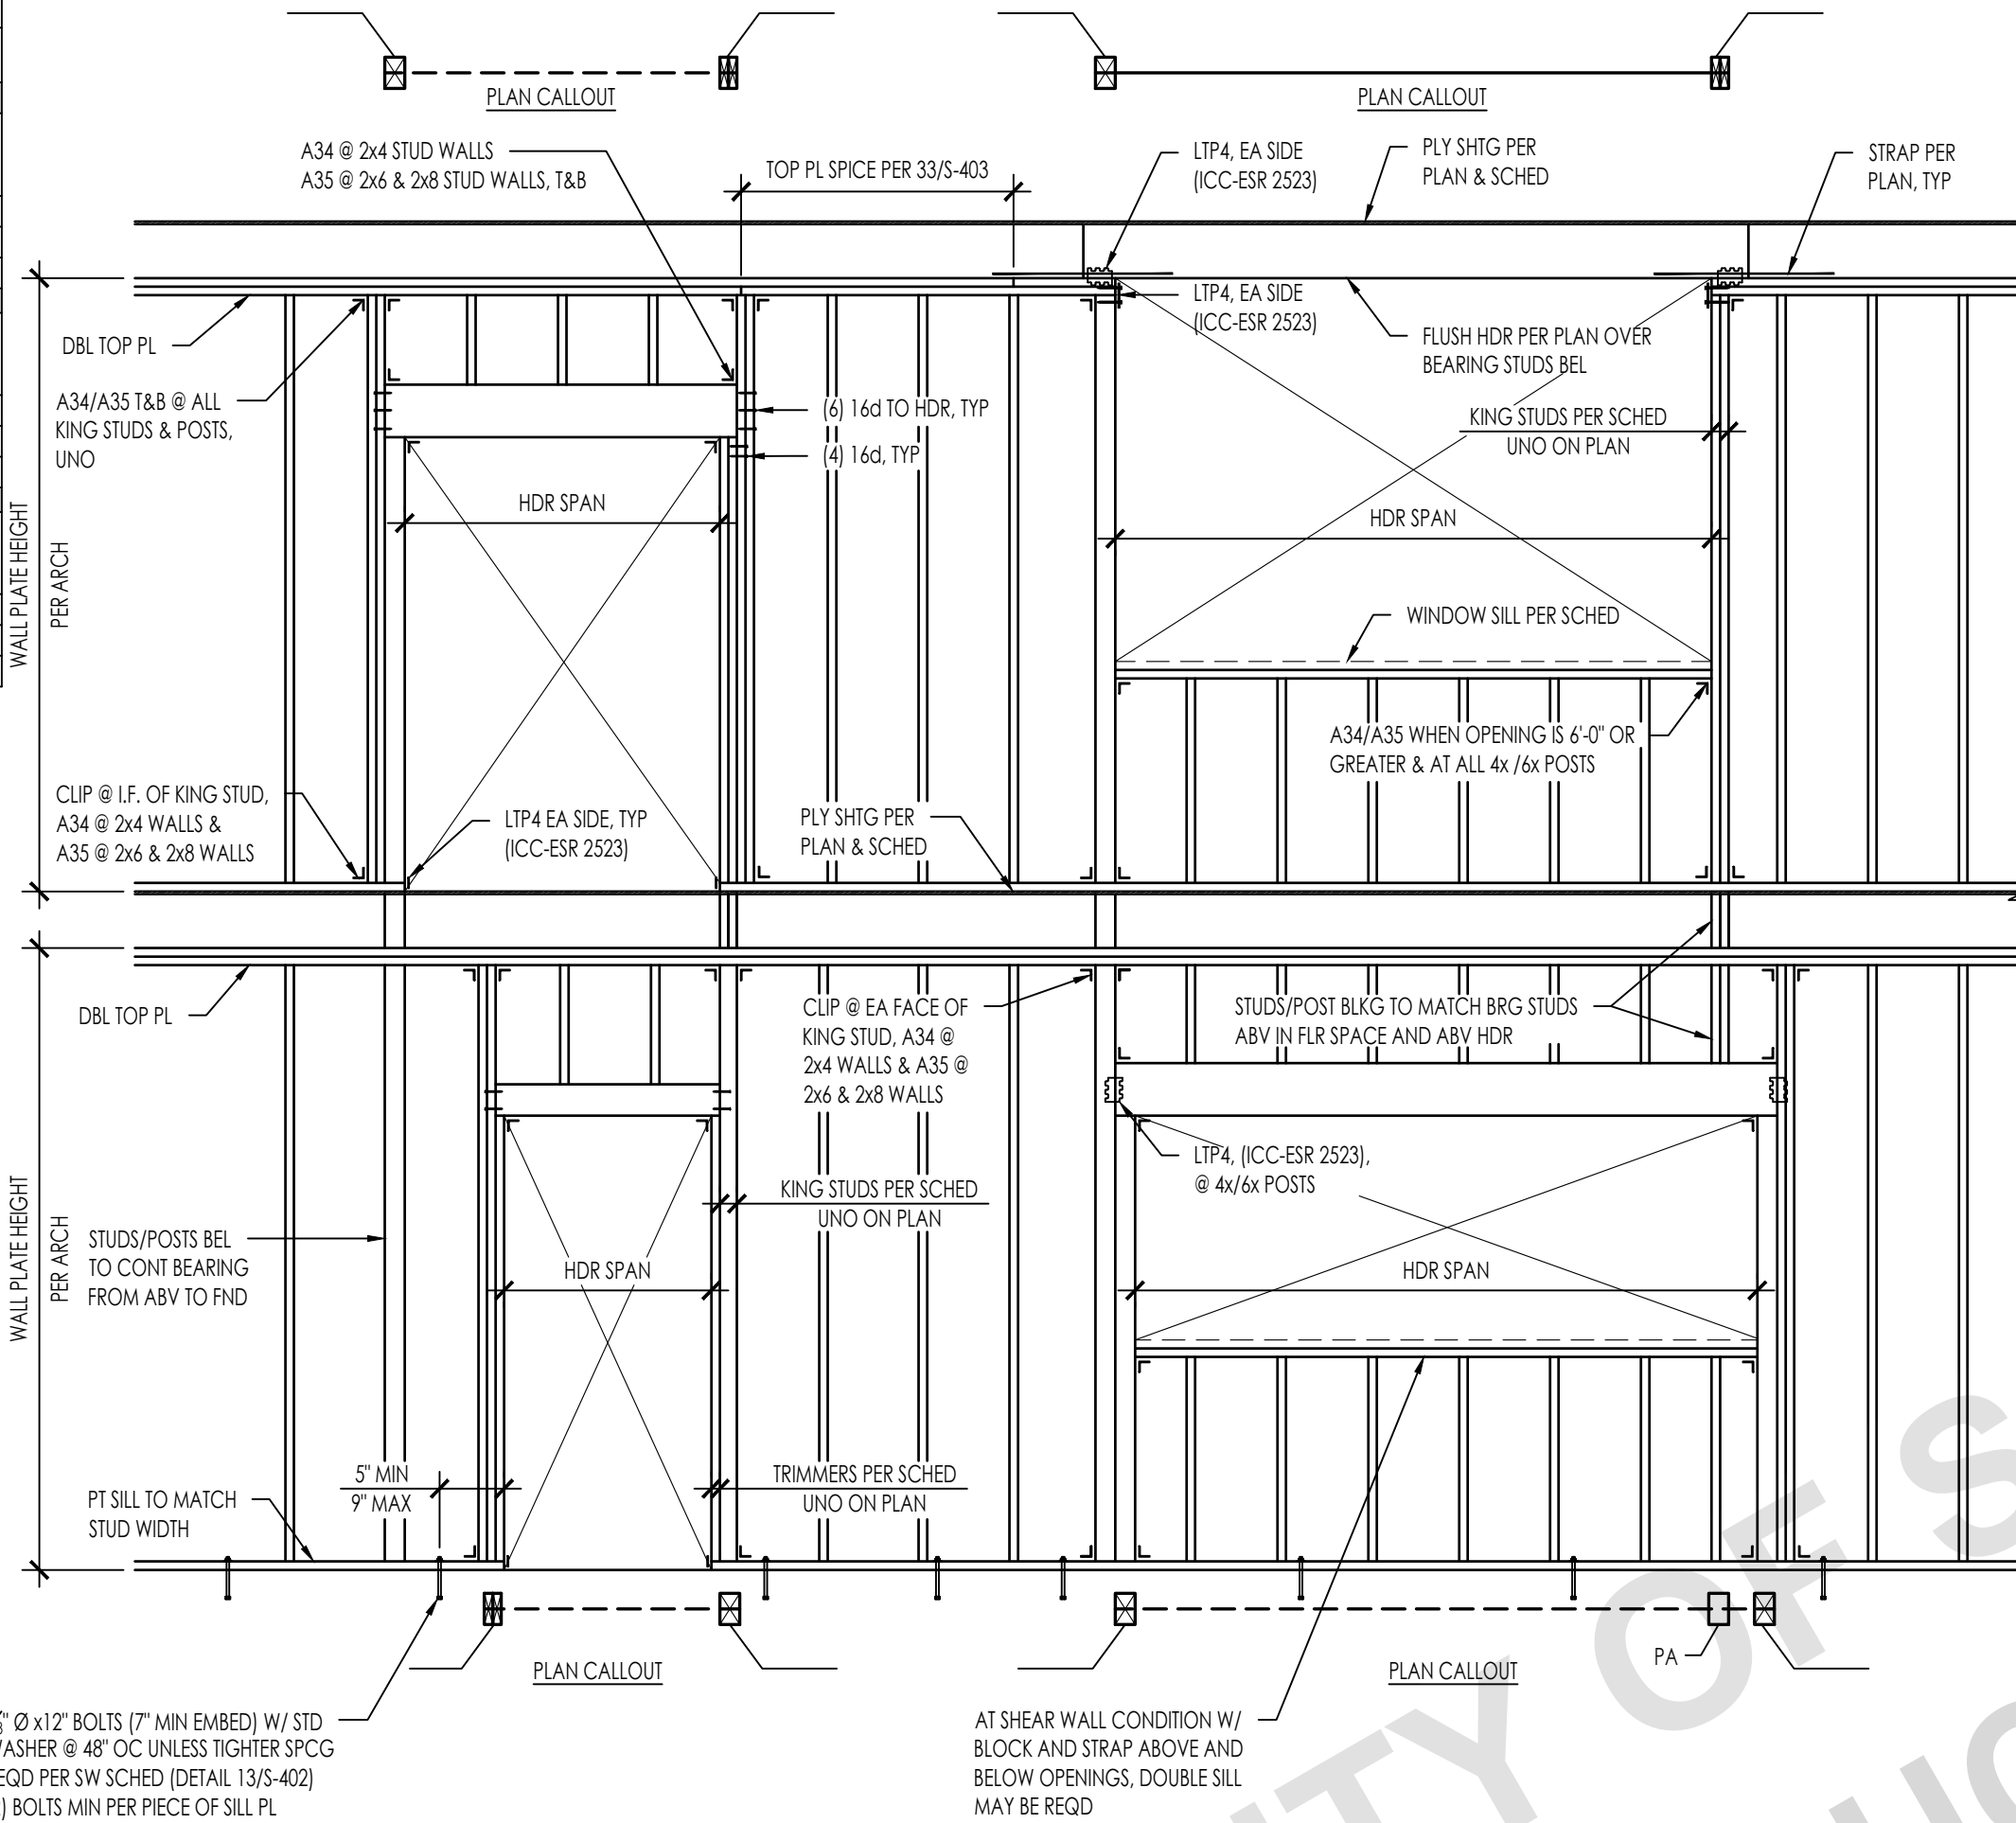 PLAN CALLOUT
PLAN CALLOUT
A34 @ 2x4 STUD WALLS
A35 @ 2x6 & 2x8 STUD WALLS, T&B
TOP PL SPICE PER 33/S-403
LTP4, EA SIDE
(ICC-ESR 2523)
PLY SHTG PER
PLAN & SCHED
STRAP PER
PLAN, TYP
DBL TOP PL
LTP4, EA SIDE
(ICC-ESR 2523)
FLUSH HDR PER PLAN OVER
BEARING STUDS BEL
A34/A35 T&B @ ALL
KING STUDS & POSTS,
UNO
(6) 16d TO HDR, TYP
(4) 16d, TYP
KING STUDS PER SCHED
UNO ON PLAN
HDR SPAN
HDR SPAN
WALL PLATE HEIGHT
PER ARCH
WINDOW SILL PER SCHED
A34/A35 WHEN OPENING IS 6'-0" OR
GREATER & AT ALL 4x /6x POSTS
CLIP @ I.F. OF KING STUD,
A34 @ 2x4 WALLS &
A35 @ 2x6 & 2x8 WALLS
LTP4 EA SIDE, TYP
(ICC-ESR 2523)
PLY SHTG PER
PLAN & SCHED
DBL TOP PL
CLIP @ EA FACE OF
KING STUD, A34 @
2x4 WALLS & A35 @
2x6 & 2x8 WALLS
STUDS/POST BLKG TO MATCH BRG STUDS
ABV IN FLR SPACE AND ABV HDR
LTP4, (ICC-ESR 2523),
@ 4x/6x POSTS
KING STUDS PER SCHED
UNO ON PLAN
WALL PLATE HEIGHT
PER ARCH
STUDS/POSTS BEL
TO CONT BEARING
FROM ABV TO FND
HDR SPAN
HDR SPAN
5" MIN
9" MAX
TRIMMERS PER SCHED
UNO ON PLAN
PT SILL TO MATCH
STUD WIDTH
PLAN CALLOUT
PLAN CALLOUT
PA
" Ø x12" BOLTS (7" MIN EMBED) W/ STD
ASHER @ 48" OC UNLESS TIGHTER SPCG
EQD PER SW SCHED (DETAIL 13/S-402)
) BOLTS MIN PER PIECE OF SILL PL
AT SHEAR WALL CONDITION W/
BLOCK AND STRAP ABOVE AND
BELOW OPENINGS, DOUBLE SILL
MAY BE REQD
TY OF S